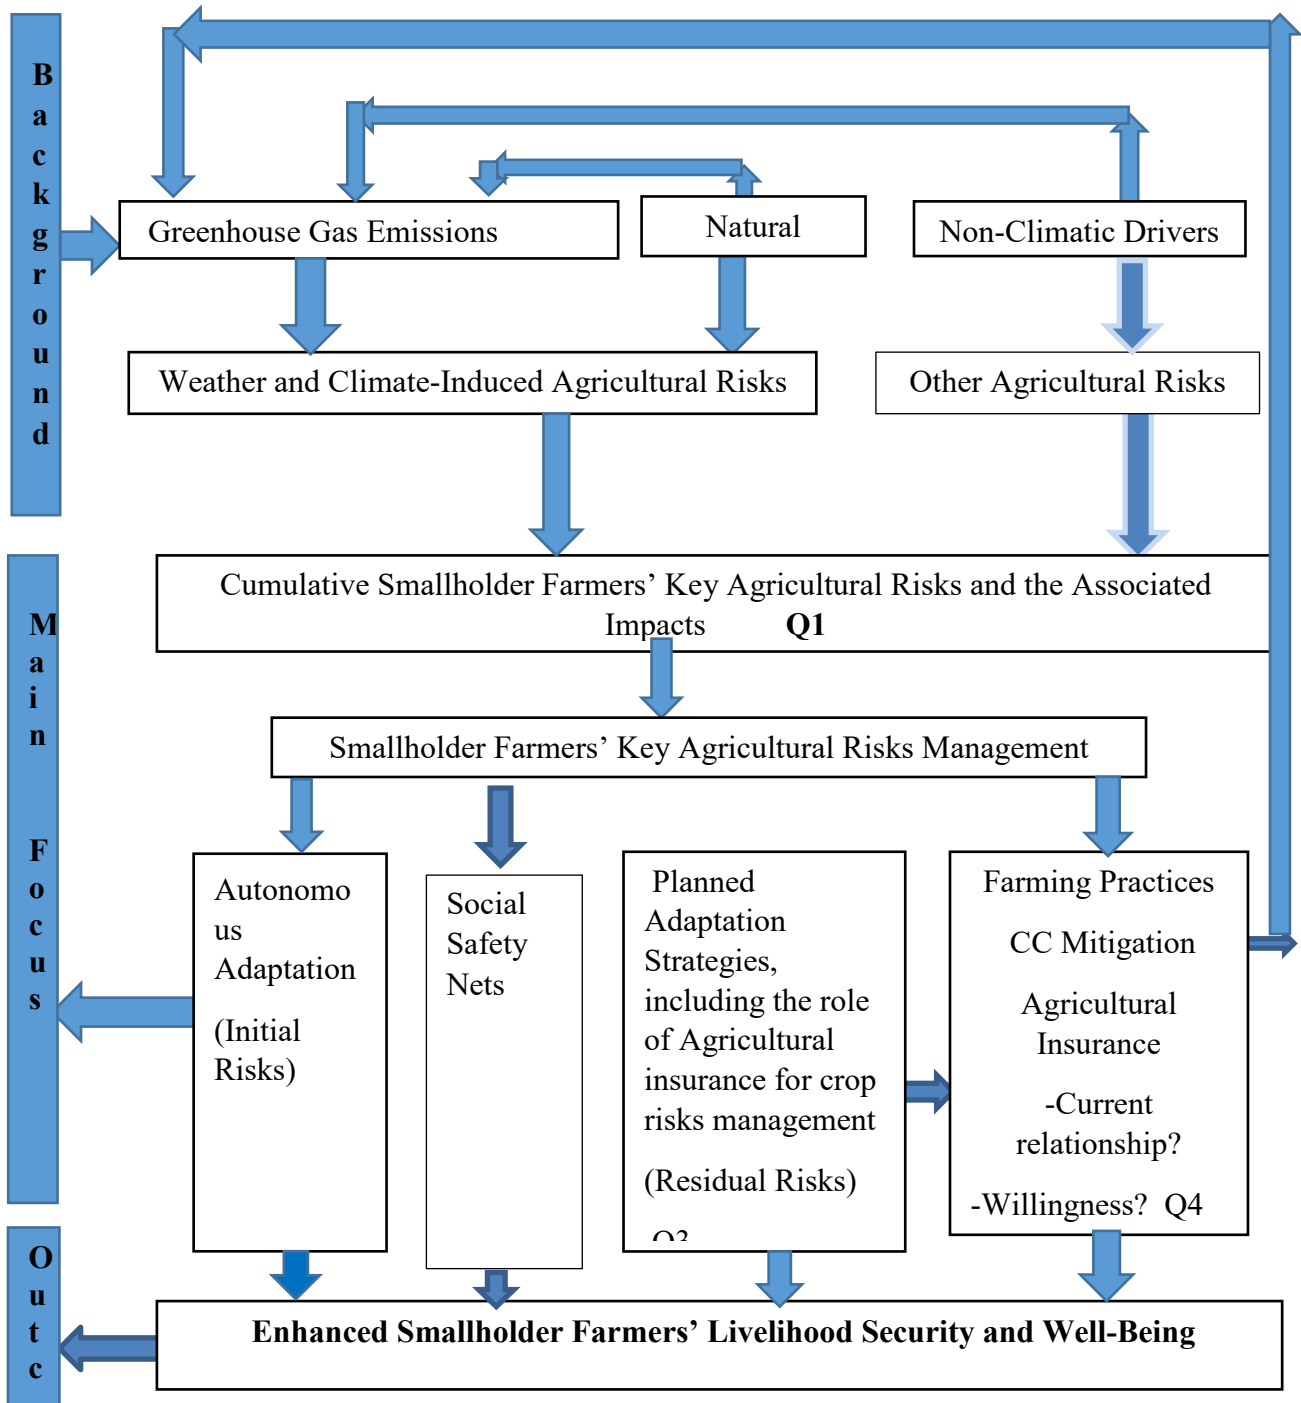 Background
Greenhouse Gas Emissions
Natural
Non-Climatic Drivers
Weather and Climate-Induced Agricultural Risks
Other Agricultural Risks
Main Focus
Cumulative Smallholder Farmers' Key Agricultural Risks and the Associated
Impacts Q1
Smallholder Farmers' Key Agricultural Risks Management
Autonomo
us
Adaptation
(Initial
Risks)
Social
Safety
Nets
Planned
Adaptation
Strategies,
including the role
of Agricultural
insurance for crop
risks management
(Residual Risks)
Farming Practices
CC Mitigation
Agricultural
Insurance
-Current
relationship?
-Willingness? Q4
Outc
Enhanced Smallholder Farmers' Livelihood Security and Well-Being